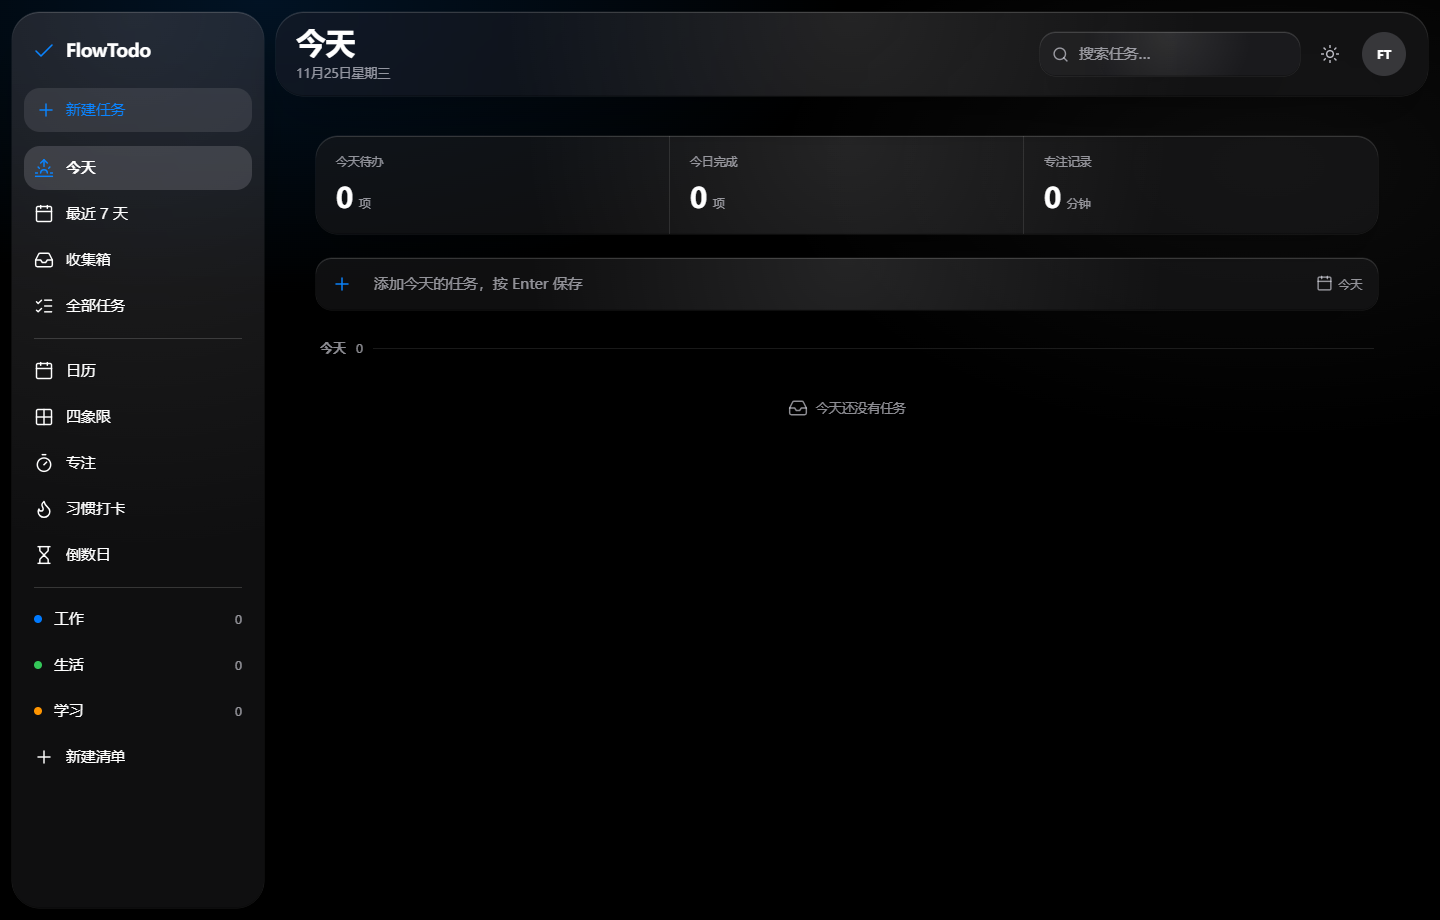 FlowTodo
新建任务
今天
最近 7 天
收集箱
全部任务
日历
四象限
专注
习惯打卡
倒数日
工作 0
生活 0
学习 0
新建清单
今天
11月25日星期三
搜索任务...
FT
今天待办
0 项
今日完成
0 项
专注记录
0 分钟
添加今天的任务，按 Enter 保存
今天
今天 0
今天还没有任务